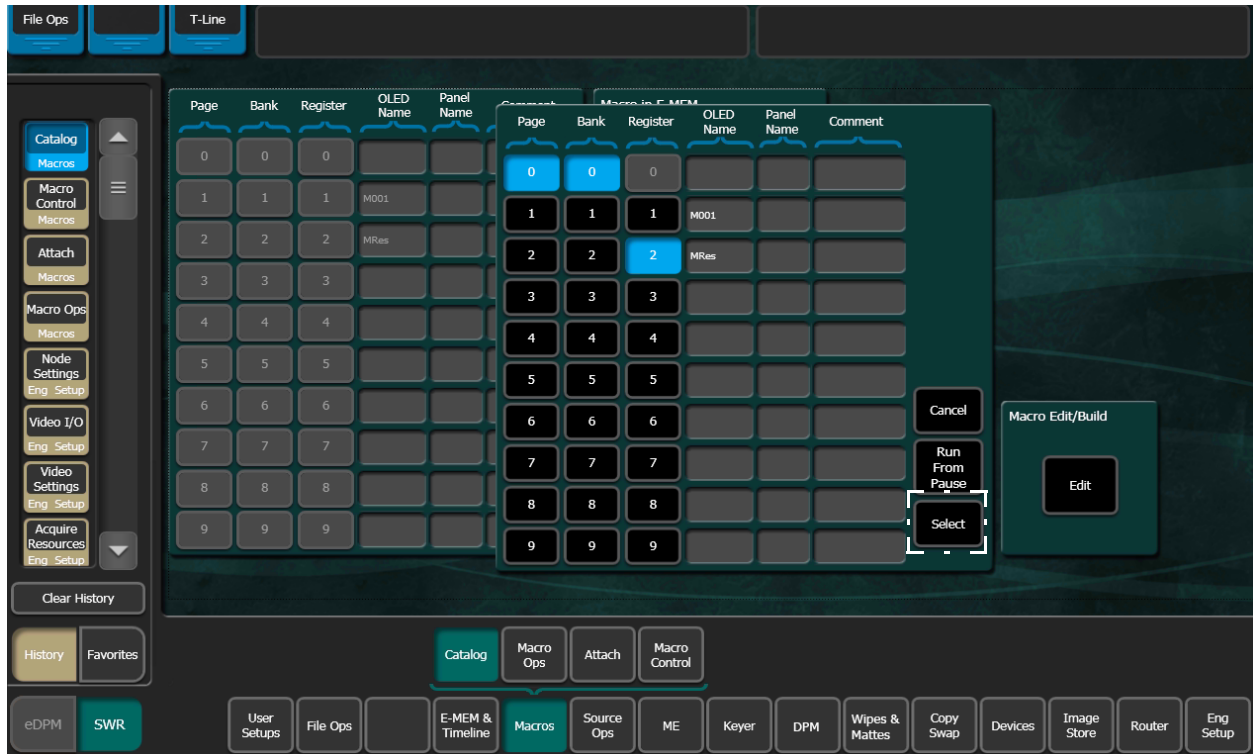 File Ops
T-Line
Page Bank Register OLED Name Panel Name
0 0 0
1 1 1 M001
2 2 2 MRes
3 3 3
4 4 4
5 5 5
6 6 6
7 7 7
8 8 8
9 9 9
Comment
Macro in E-MEM
Page Bank Register OLED Name Panel Name Comment
0 0 0
1 1 1 M001
2 2 2 MRes
3 3 3
4 4 4
5 5 5
6 6 6
7 7 7
8 8 8
9 9 9
Cancel
Run
From
Pause
Select
Macro Edit/Build
Edit
Catalog
Macros
Macro
Control
Macros
Attach
Macros
Macro Ops
Macros
Node
Settings
Eng Setup
Video I/O
Eng Setup
Video
Settings
Eng Setup
Acquire
Resources
Eng Setup
Clear History
History
Favorites
Catalog
Macro
Ops
Attach
Macro
Control
eDPM
SWR
User
Setups
File Ops
E-MEM &
Timeline
Macros
Source
Ops
ME
Keyer
DPM
Wipes &
Mattes
Copy
Swap
Devices
Image
Store
Router
Eng
Setup